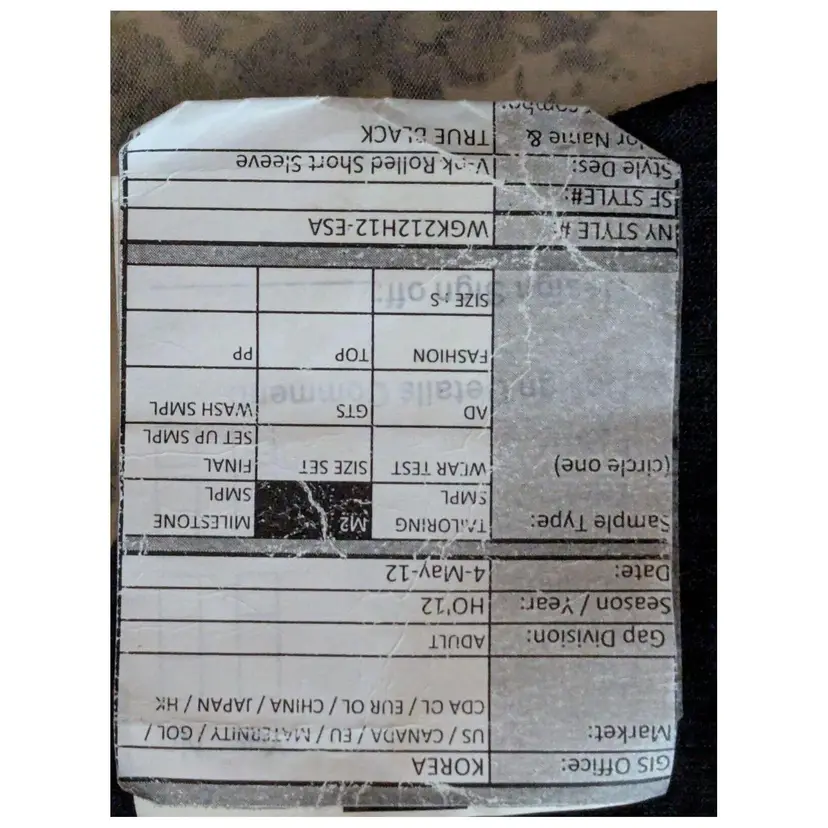 GIS Office: KOREA
Market: US / CANADA / EU / MATERNITY / GOL /
CDA CL / EUR OL / CHINA / JAPAN / HK
Gap Division: ADULT
Season / Year: HO'12
Date: 4-May-12
Sample Type: TAILORING M2 MILESTONE
SMPL SMPL
(circle one) WEAR TEST SIZE SET FINAL
SET UP SMPL
AD GTS WASH SMPL
FASHION TOP PP
SIZE : S
NY STYLE # : WGK212H12-ESA
SF STYLE#:
Style Des: Rolled Short Sleeve
Name & TRUE BLACK